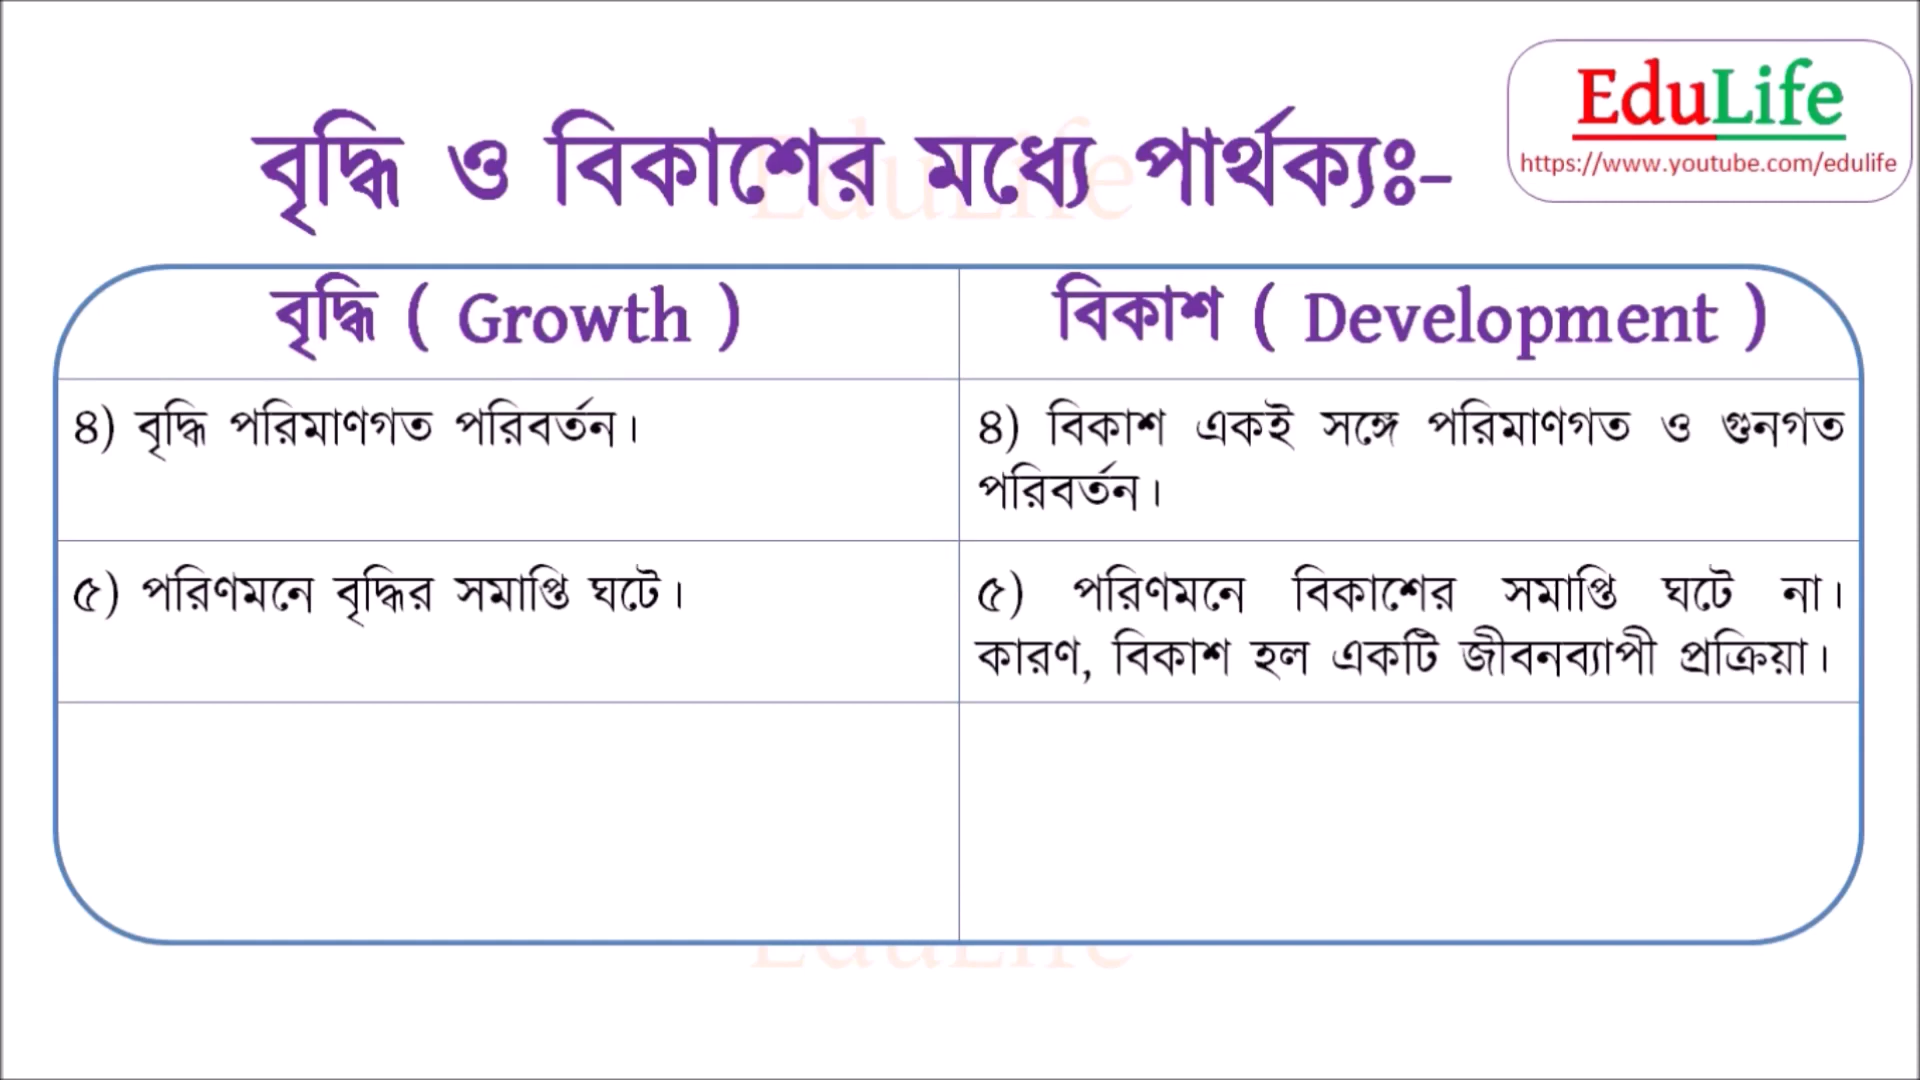 EduLife
https://www.youtube.com/edulife
বৃদ্ধি ও বিকাশের মধ্যে পার্থক্যঃ-
বৃদ্ধি ( Growth )
বিকাশ ( Development )
৪) বৃদ্ধি পরিমাণগত পরিবর্তন।
৪) বিকাশ একই সঙ্গে পরিমাণগত ও গুনগত
পরিবর্তন।
৫) পরিণমনে বৃদ্ধির সমাপ্তি ঘটে।
৫) পরিণমনে বিকাশের সমাপ্তি ঘটে না।
কারণ, বিকাশ হল একটি জীবনব্যাপী প্রক্রিয়া।
EduLife
EduLife